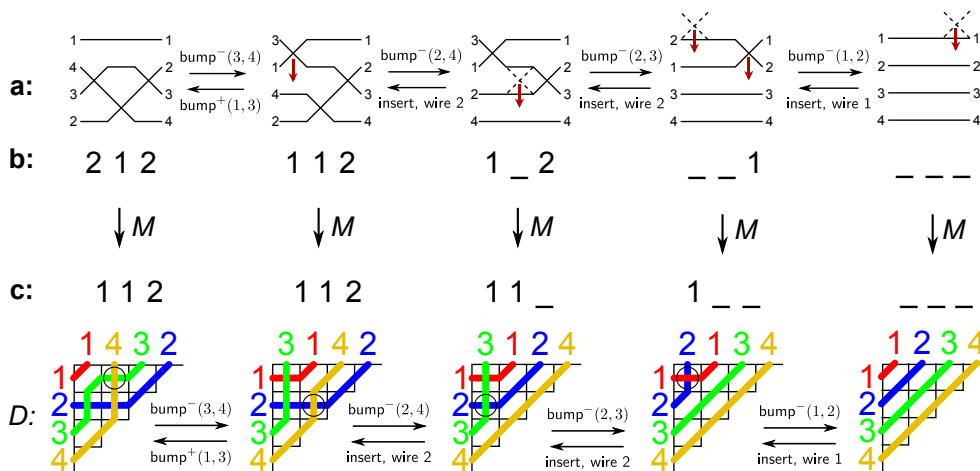 1 1 3 1 3 1 2 1 1 1
bump⁻(3,4) bump⁻(2,4) bump⁻(2,3) bump⁻(1,2)
a: 4 2 1 2 1 2 1 2 2 2
3 3 4 3 2 3 3 3 3 3
bump⁺(1,3) insert, wire 2 insert, wire 2 insert, wire 1
2 4 2 4 4 4 4 4 4 4
b: 2 1 2 1 1 2 1 _ 2 _ _ 1 _ _ _
M M M M M
c: 1 1 2 1 1 2 1 1 _ 1 _ _ _ _ _
1 4 3 2 3 1 4 2 3 1 2 4 2 1 3 4 1 2 3 4
1 1 1 1 1
D: 2 2 2 2 2
bump⁻(3,4) bump⁻(2,4) bump⁻(2,3) bump⁻(1,2)
3 3 3 3 3
bump⁺(1,3) insert, wire 2 insert, wire 2 insert, wire 1
4 4 4 4 4